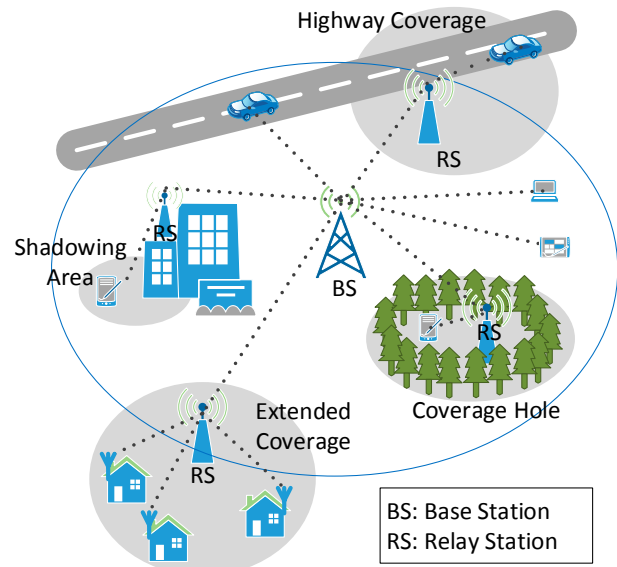 Highway Coverage
RS
RS
Shadowing
Area
BS
RS
Coverage Hole
Extended
Coverage
RS
BS: Base Station
RS: Relay Station